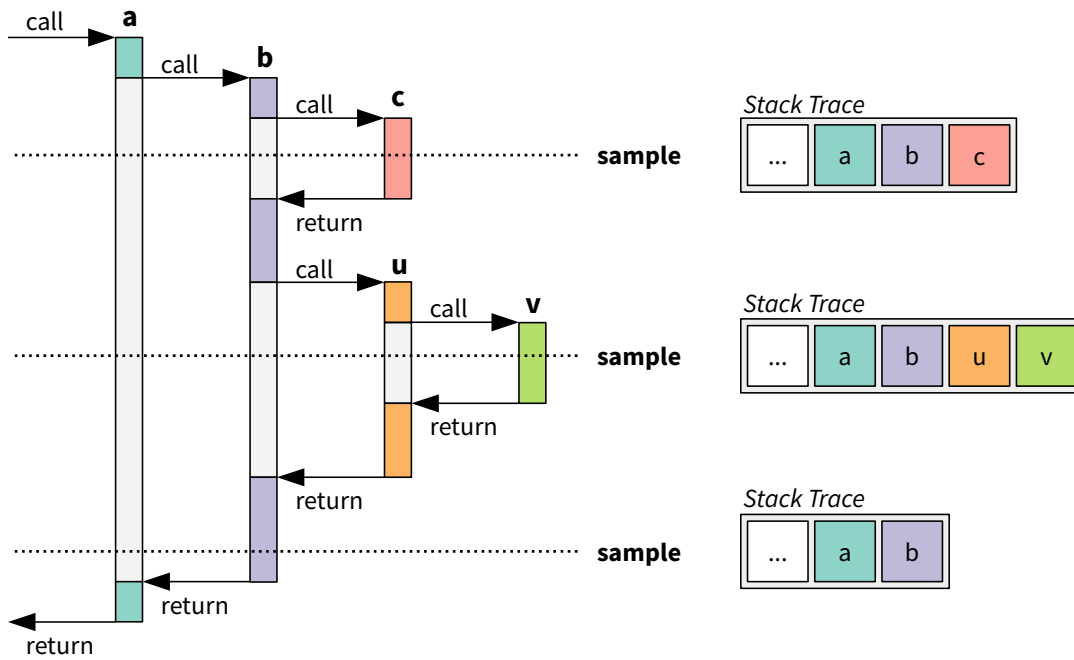 call
a
call
b
call
c
Stack Trace
sample
... a b c
return
call
u
call
v
Stack Trace
sample
... a b u v
return
return
Stack Trace
sample
... a b
return
return